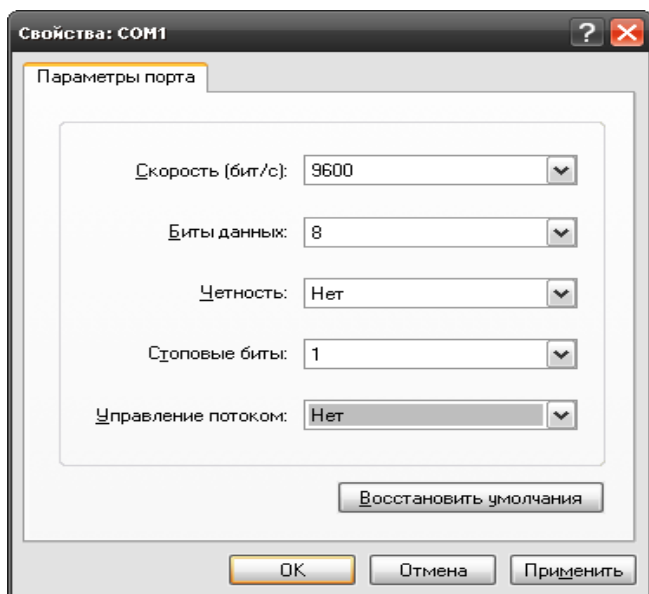 Свойства: COM1
Параметры порта
Скорость (бит/с): 9600
Биты данных: 8
Четность: Нет
Стоповые биты: 1
Управление потоком: Нет
Восстановить умолчания
OK Отмена Применить